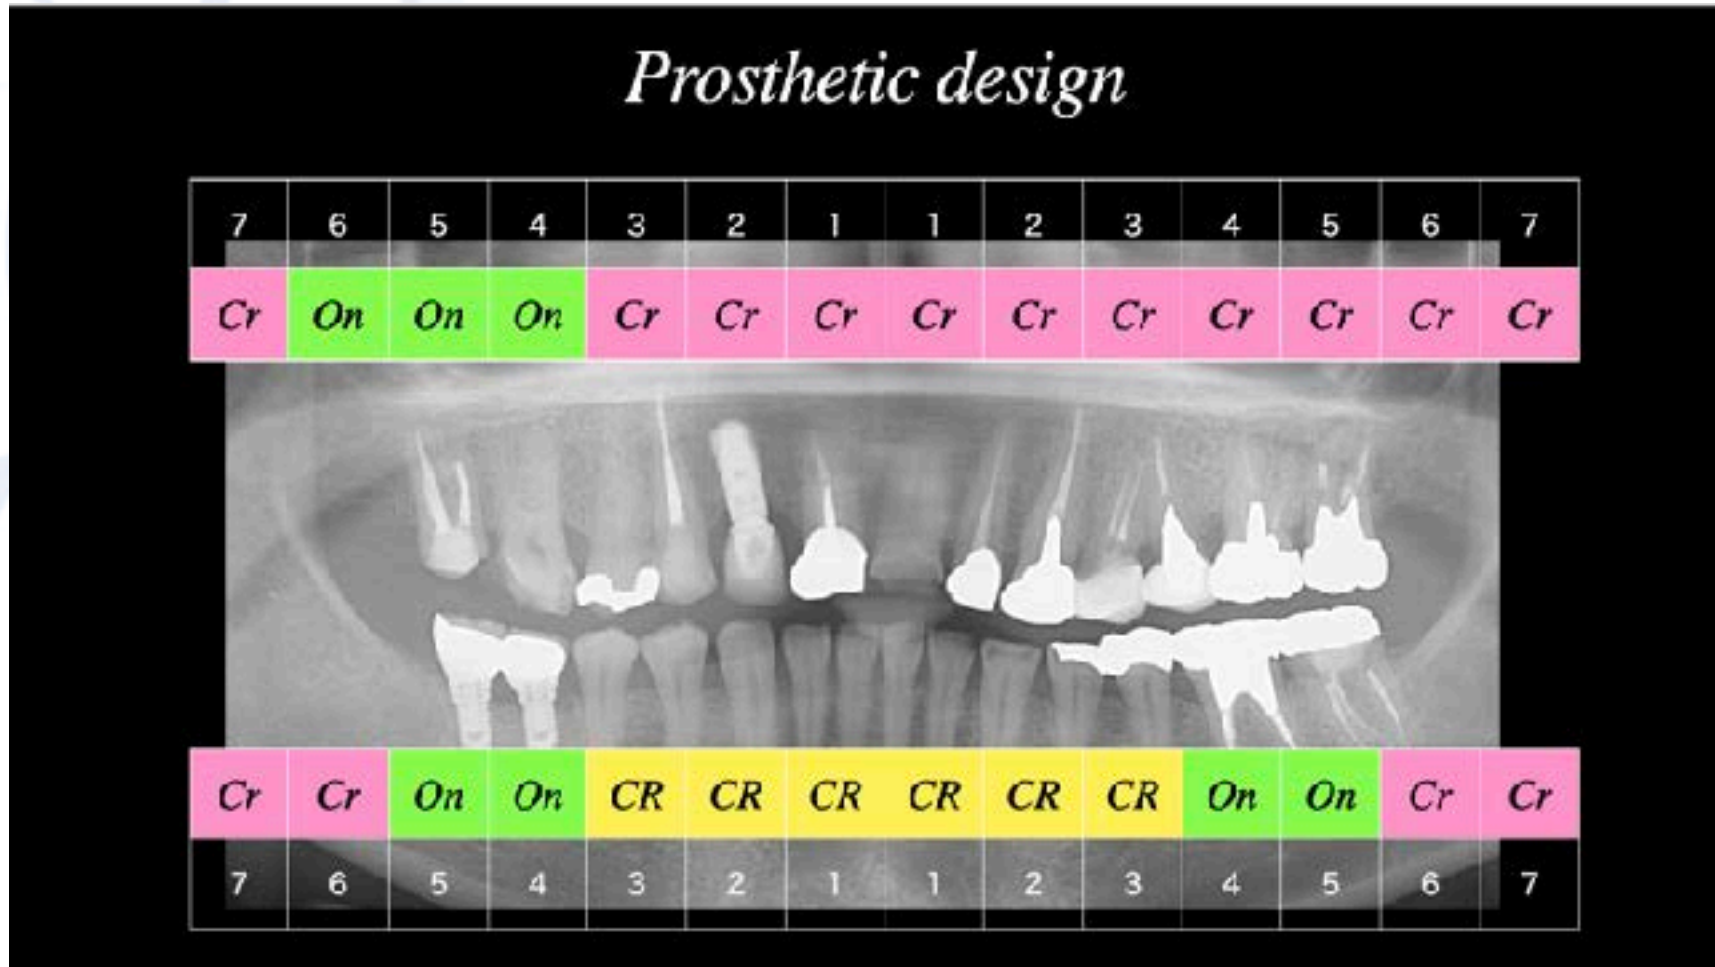 Prosthetic design
7 6 5 4 3 2 1 1 2 3 4 5 6 7
Cr On On On Cr Cr Cr Cr Cr Cr Cr Cr Cr Cr
Cr Cr On On CR CR CR CR CR CR On On Cr Cr
7 6 5 4 3 2 1 1 2 3 4 5 6 7